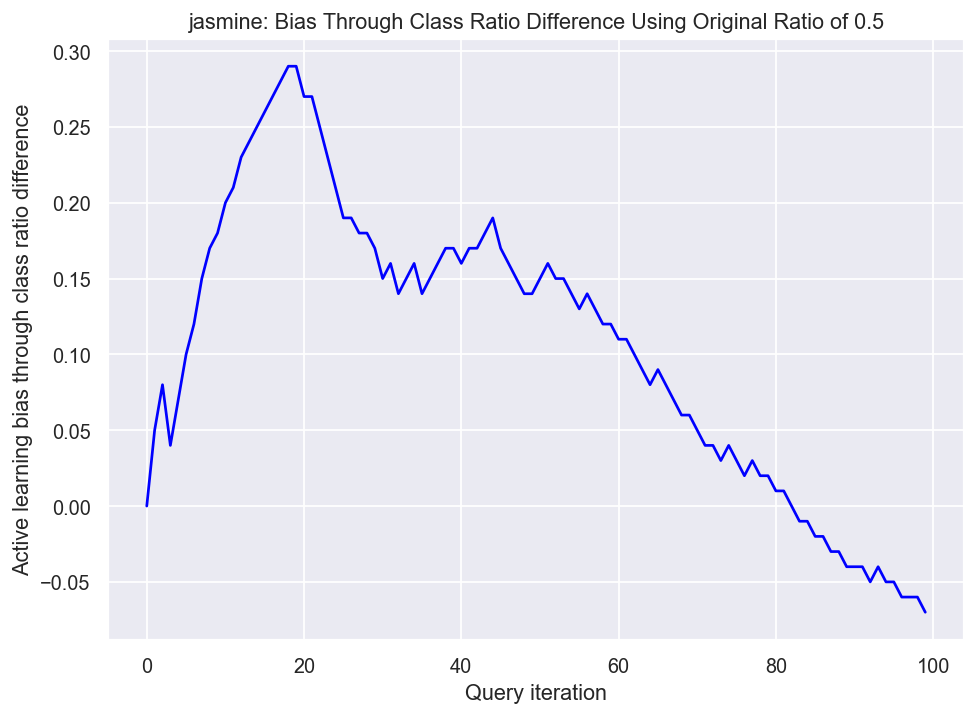 jasmine: Bias Through Class Ratio Difference Using Original Ratio of 0.5
Active learning bias through class ratio difference
0.30
0.25
0.20
0.15
0.10
0.05
0.00
−0.05
0 20 40 60 80 100
Query iteration